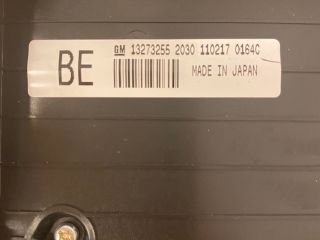 GM 13273255 2030 110217 0164C
BE
MADE IN JAPAN